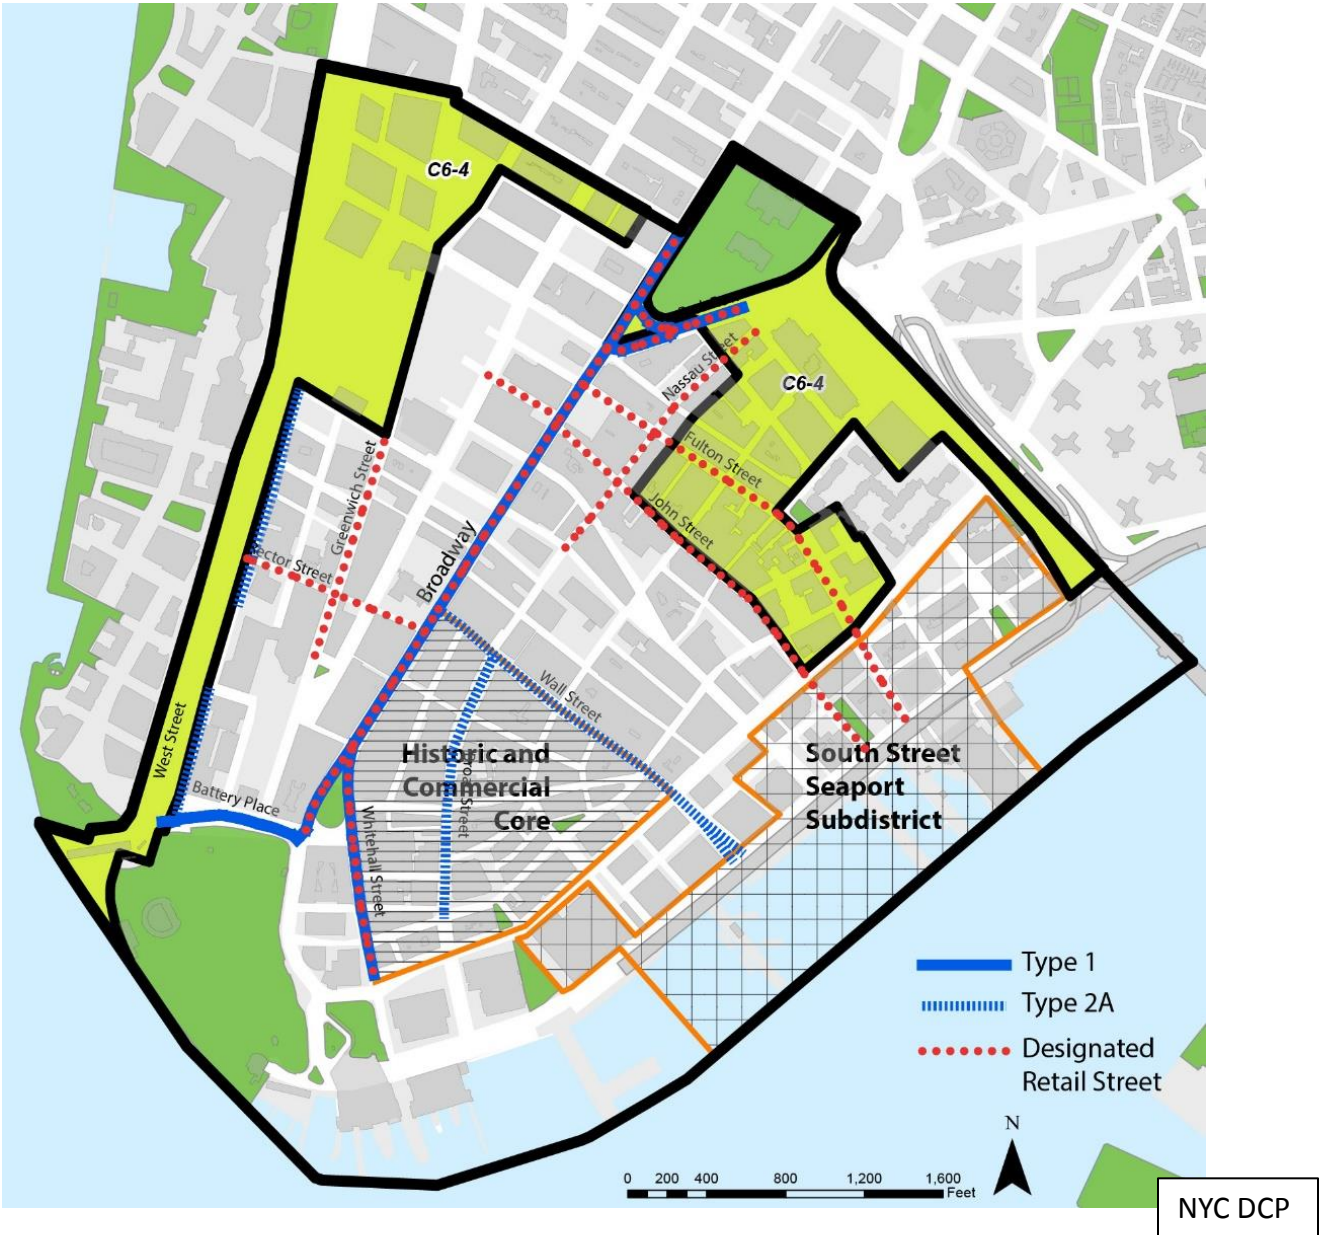 C6-4
Nassau Street
C6-4
Fulton Street
John Street
Greenwich Street
Broadway
ector Street
Wall Street
West Street
Historic and
Commercial
Core
South Street
Seaport
Subdistrict
Battery Place
Whitehall Street
Street
Type 1
Type 2A
Designated
Retail Street
N
0 200 400 800 1,200 1,600
Feet
NYC DCP